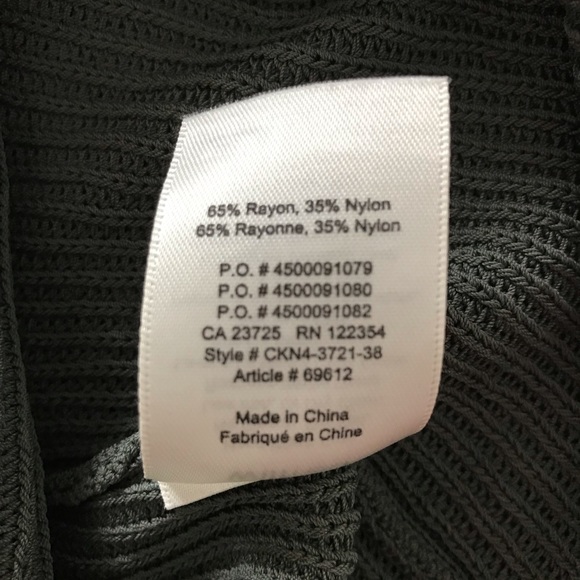 65% Rayon, 35% Nylon
65% Rayonne, 35% Nylon
P.O. # 4500091079
P.O. # 4500091080
P.O. # 4500091082
CA 23725 RN 122354
Style # CKN4-3721-38
Article # 69612
Made in China
Fabriqué en Chine